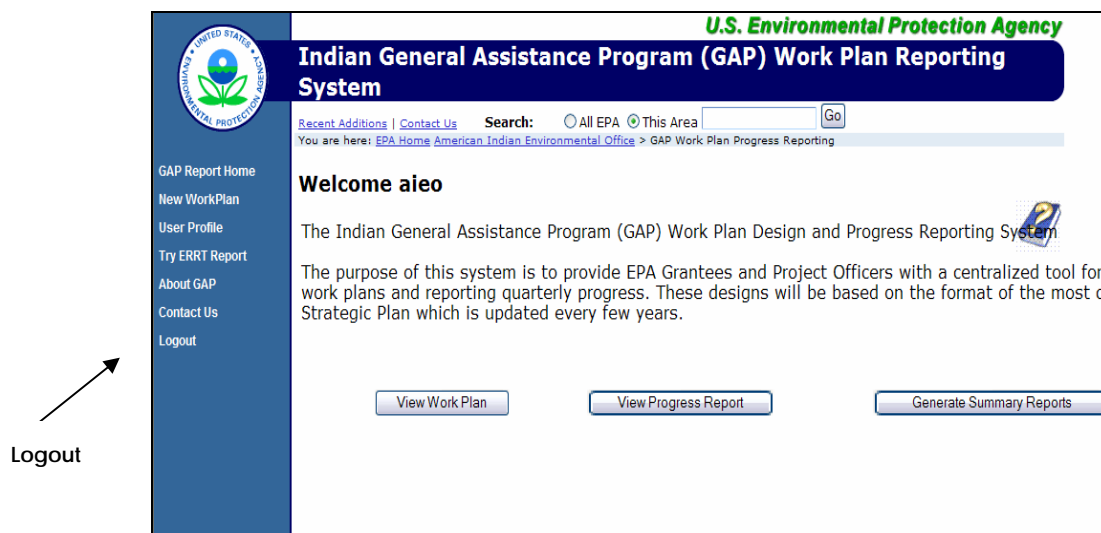 U.S. Environmental Protection Agency
UNITED STATES
ENVIRONMENTAL PROTECTION AGENCY
Indian General Assistance Program (GAP) Work Plan Reporting
System
Recent Additions | Contact Us Search: All EPA This Area Go
You are here: EPA Home American Indian Environmental Office > GAP Work Plan Progress Reporting
GAP Report Home
New WorkPlan
User Profile
Try ERRT Report
About GAP
Contact Us
Logout
Welcome aieo
The Indian General Assistance Program (GAP) Work Plan Design and Progress Reporting System
The purpose of this system is to provide EPA Grantees and Project Officers with a centralized tool for
work plans and reporting quarterly progress. These designs will be based on the format of the most
Strategic Plan which is updated every few years.
View Work Plan View Progress Report Generate Summary Reports
Logout